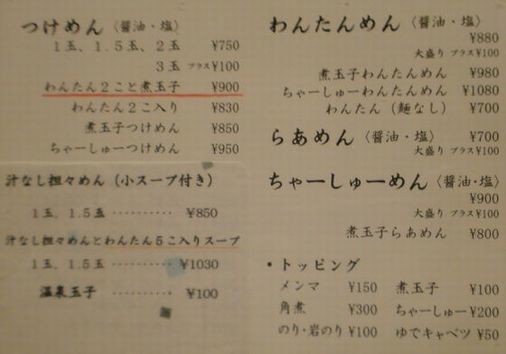 つけめん〈醤油・塩〉
1玉、1.5玉、2玉 ¥750
3玉 プラス¥100
わんたん2こと煮玉子 ¥900
わんたん2こ入り ¥830
煮玉子つけめん ¥850
ちゃーしゅーつけめん ¥950
汁なし担々めん(小スープ付き)
1玉、1.5玉 ………… ¥850
汁なし担々めんとわんたん5こ入りスープ
1玉、1.5玉 ………… ¥1030
温泉玉子 ¥100
わんたんめん〈醤油・塩〉
¥880
大盛り プラス¥100
煮玉子わんたんめん ¥980
ちゃーしゅーわんたんめん ¥1080
わんたん(麺なし) ¥700
らあめん〈醤油・塩〉 ¥700
大盛り プラス¥100
ちゃーしゅーめん〈醤油・塩〉
¥900
大盛り プラス¥100
煮玉子らあめん ¥800
・トッピング
メンマ ¥150 煮玉子 ¥100
角煮 ¥300 ちゃーしゅー ¥200
のり・岩のり ¥100 ゆでキャベツ ¥50